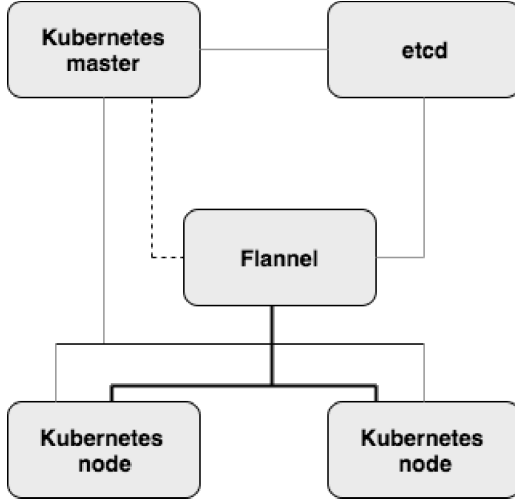 Kubernetes
master
etcd
Flannel
Kubernetes
node
Kubernetes
node